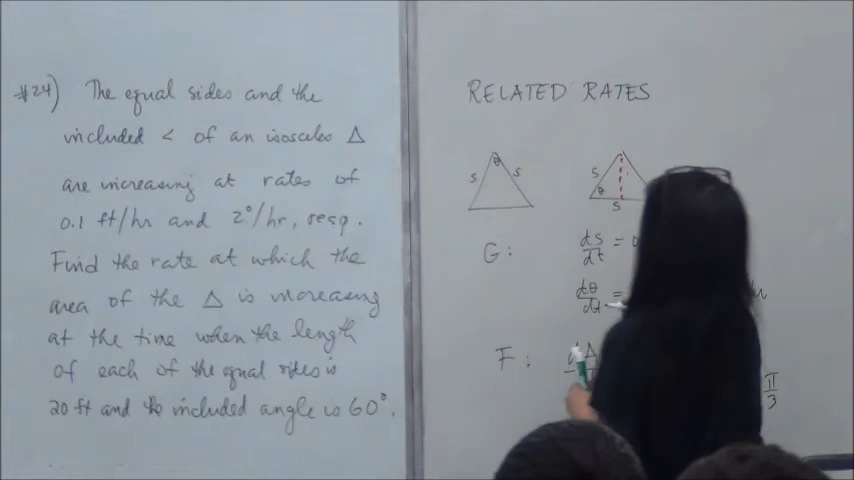 #24) The equal sides and the
included < of an isosceles Δ
are increasing at rates of
0.1 ft/hr and 2°/hr, resp.
Find the rate at which the
area of the Δ is increasing
at the time when the length
of each of the equal sides is
20 ft and the included angle is 60°.
RELATED RATES
θ
s s
s
θ
s
G: ds/dt =
dθ/dt =
F:
π/3